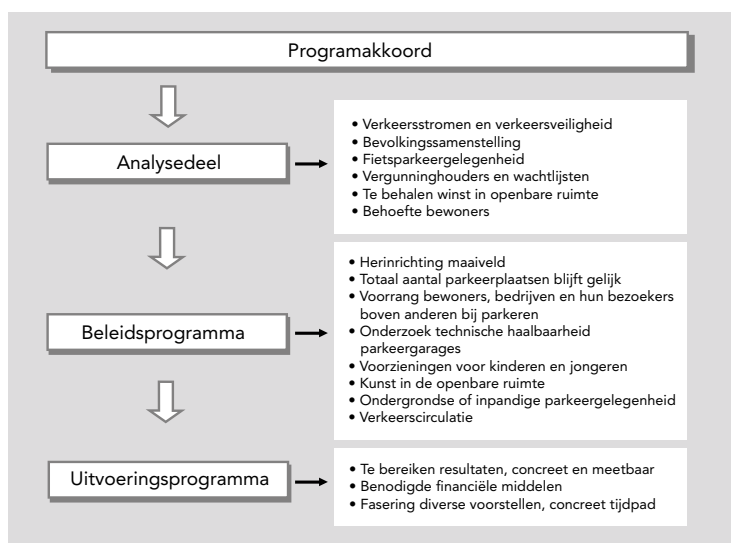 Programakkoord
Analysedeel
• Verkeersstromen en verkeersveiligheid
• Bevolkingssamenstelling
• Fietsparkeergelegenheid
• Vergunninghouders en wachtlijsten
• Te behalen winst in openbare ruimte
• Behoefte bewoners
Beleidsprogramma
• Herinrichting maaiveld
• Totaal aantal parkeerplaatsen blijft gelijk
• Voorrang bewoners, bedrijven en hun bezoekers
boven anderen bij parkeren
• Onderzoek technische haalbaarheid
parkeergarages
• Voorzieningen voor kinderen en jongeren
• Kunst in de openbare ruimte
• Ondergrondse of inpandige parkeergelegenheid
• Verkeerscirculatie
Uitvoeringsprogramma
• Te bereiken resultaten, concreet en meetbaar
• Benodigde financiële middelen
• Fasering diverse voorstellen, concreet tijdpad